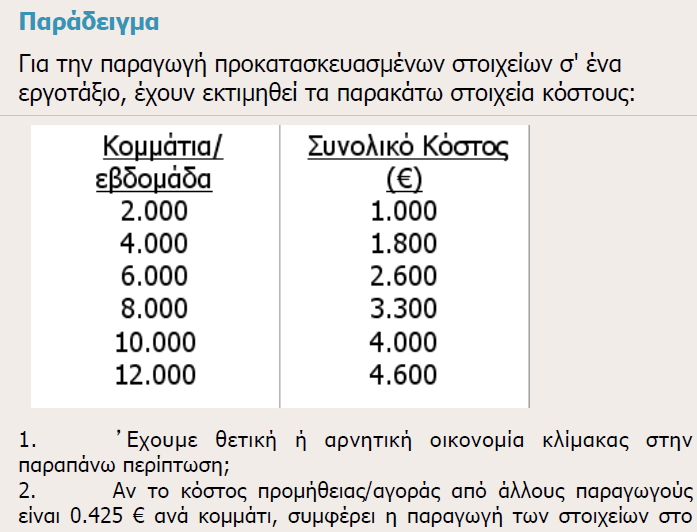 Παράδειγμα
Για την παραγωγή προκατασκευασμένων στοιχείων σ' ένα
εργοτάξιο, έχουν εκτιμηθεί τα παρακάτω στοιχεία κόστους:
Κομμάτια/ Συνολικό Κόστος
εβδομάδα (€)
2.000 1.000
4.000 1.800
6.000 2.600
8.000 3.300
10.000 4.000
12.000 4.600
1. ᾿Εχουμε θετική ή αρνητική οικονομία κλίμακας στην
παραπάνω περίπτωση;
2. Αν το κόστος προμήθειας/αγοράς από άλλους παραγωγούς
είναι 0.425 € ανά κομμάτι, συμφέρει η παραγωγή των στοιχείων στο